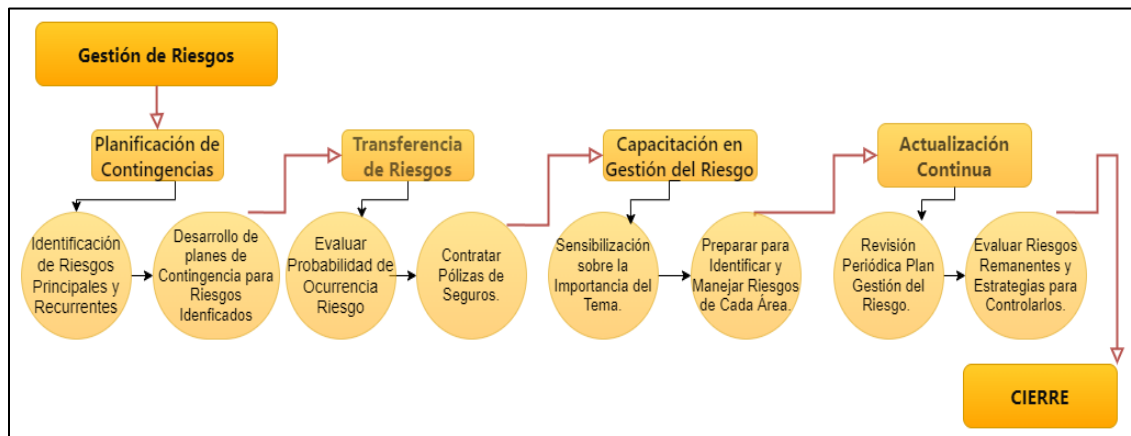 Gestión de Riesgos
Planificación de
Contingencias
Identificación
de Riesgos
Principales y
Recurrentes
Desarrollo de
planes de
Contingencia para
Riesgos
Idenficados
Transferencia
de Riesgos
Evaluar
Probabilidad de
Ocurrencia
Riesgo
Contratar
Pólizas de
Seguros.
Capacitación en
Gestión del Riesgo
Sensibilización
sobre la
Importancia del
Tema.
Preparar para
Identificar y
Manejar Riesgos
de Cada Área.
Actualización
Continua
Revisión
Periódica Plan
Gestión del
Riesgo.
Evaluar Riesgos
Remanentes y
Estrategias para
Controlarlos.
CIERRE